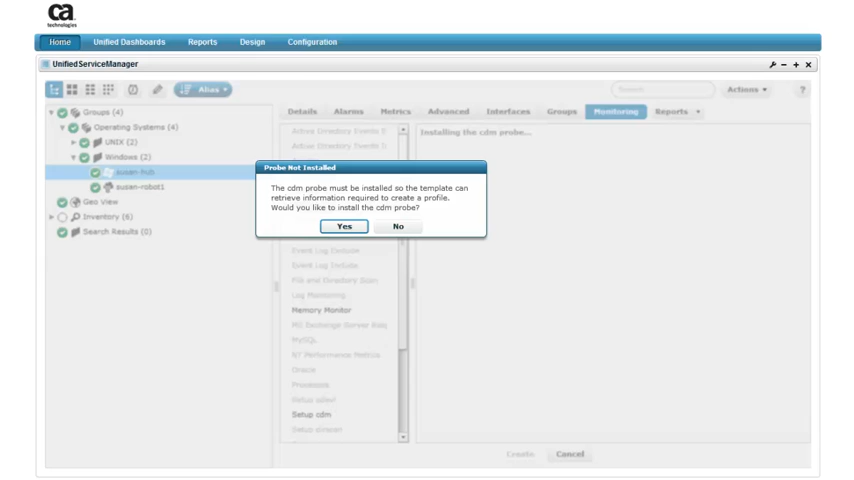 ca
technologies
Home Unified Dashboards Reports Design Configuration
UnifiedServiceManager
Alias Search Actions ?
Groups (4)
Operating Systems (4)
UNIX (2)
Windows (2)
susan-hub
susan-robot1
Geo View
Inventory (6)
Search Results (0)
Details Alarms Metrics Advanced Interfaces Groups Monitoring Reports
Active Directory Events
Active Directory Events
Installing the cdm probe...
Probe Not Installed
The cdm probe must be installed so the template can
retrieve information required to create a profile.
Would you like to install the cdm probe?
Yes No
Event Log Exclude
Event Log Include
File and Directory Scan
Log Monitoring
Memory Monitor
MS Exchange Server
MySQL
NT Performance Metrics
Oracle
Processes
Setup
Setup cdm
Setup
Create Cancel